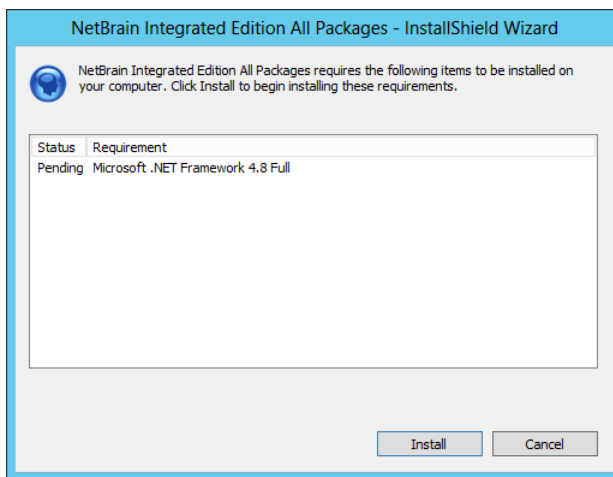 NetBrain Integrated Edition All Packages - InstallShield Wizard
NetBrain Integrated Edition All Packages requires the following items to be installed on
your computer. Click Install to begin installing these requirements.
Status Requirement
Pending Microsoft .NET Framework 4.8 Full
Install Cancel